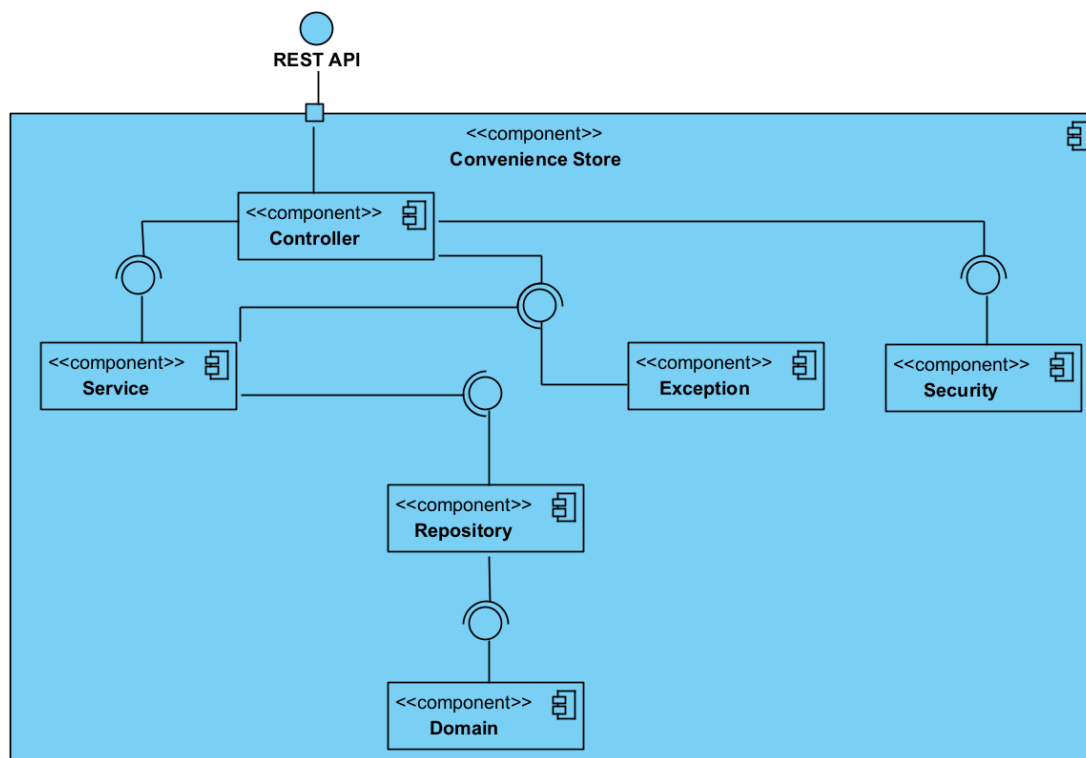 REST API
<<component>>
Convenience Store
<<component>>
Controller
<<component>>
Service
<<component>>
Exception
<<component>>
Security
<<component>>
Repository
<<component>>
Domain